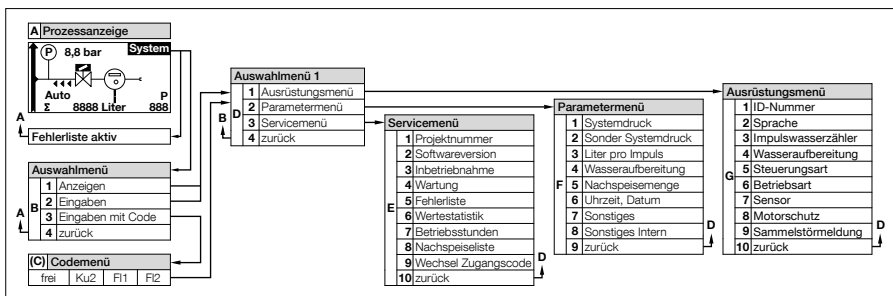 A Prozessanzeige
P 8,8 bar System
Auto P
Σ 8888 Liter 888
A
Fehlerliste aktiv
Auswahlmenü
B
1 Anzeigen
2 Eingaben
3 Eingaben mit Code
4 zurück
A
(C) Codemenü
frei Ku2 Fl1 Fl2
Auswahlmenü 1
D
1 Ausrüstungsmenü
2 Parametermenü
3 Servicemenü
4 zurück
B
Servicemenü
E
1 Projektnummer
2 Softwareversion
3 Inbetriebnahme
4 Wartung
5 Fehlerliste
6 Wertestatistik
7 Betriebsstunden
8 Nachspeiseliste
9 Wechsel Zugangscode
10 zurück
D
Parametermenü
F
1 Systemdruck
2 Sonder Systemdruck
3 Liter pro Impuls
4 Wasseraufbereitung
5 Nachspeisemenge
6 Uhrzeit, Datum
7 Sonstiges
8 Sonstiges Intern
9 zurück
D
Ausrüstungsmenü
G
1 ID-Nummer
2 Sprache
3 Impulswasserzähler
4 Wasseraufbereitung
5 Steuerungsart
6 Betriebsart
7 Sensor
8 Motorschutz
9 Sammelstörmeldung
10 zurück
D